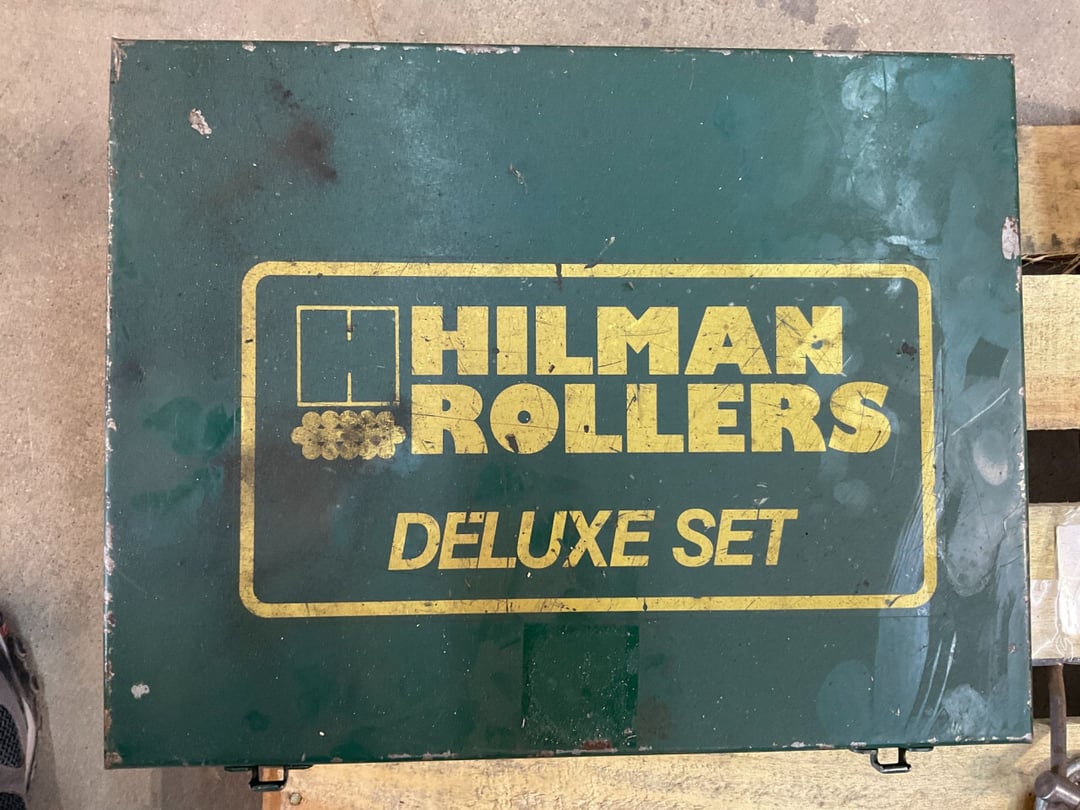 H HILMAN
ROLLERS
DELUXE SET